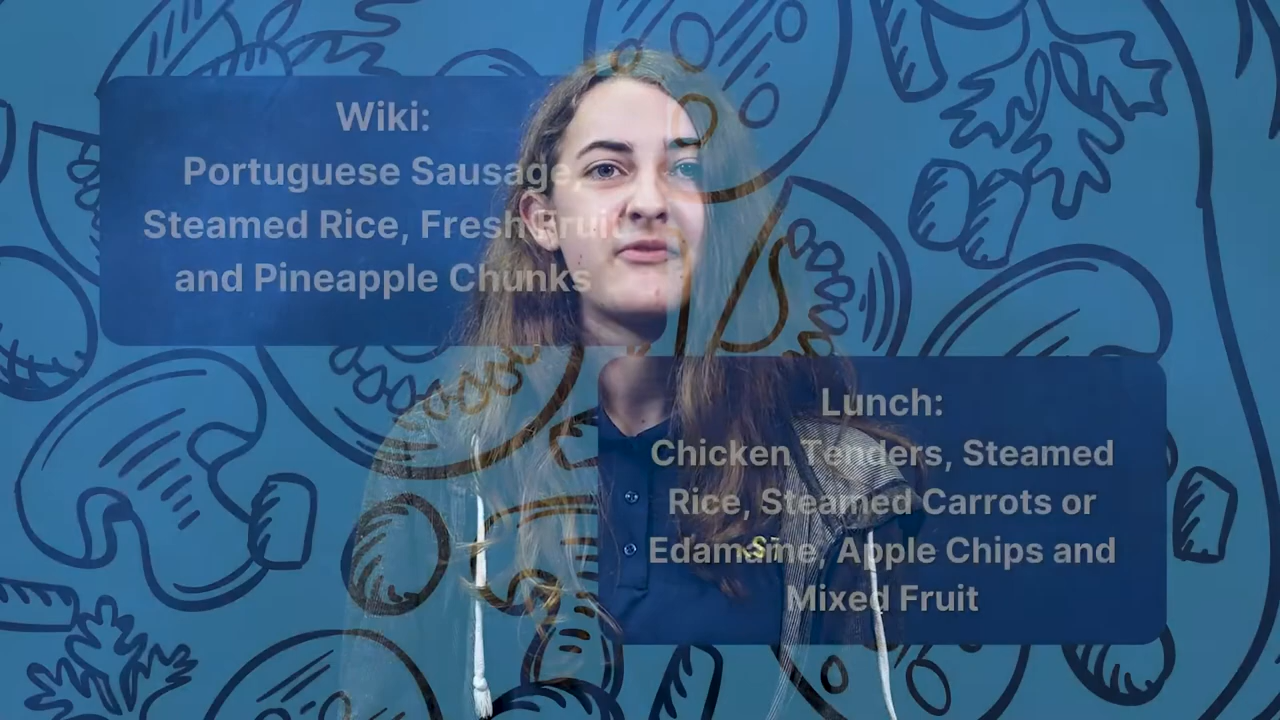 Wiki:
Portuguese Sausage,
Steamed Rice, Fresh Fruit
and Pineapple Chunks
Lunch:
Chicken Tenders, Steamed
Rice, Steamed Carrots or
Edamame, Apple Chips and
Mixed Fruit